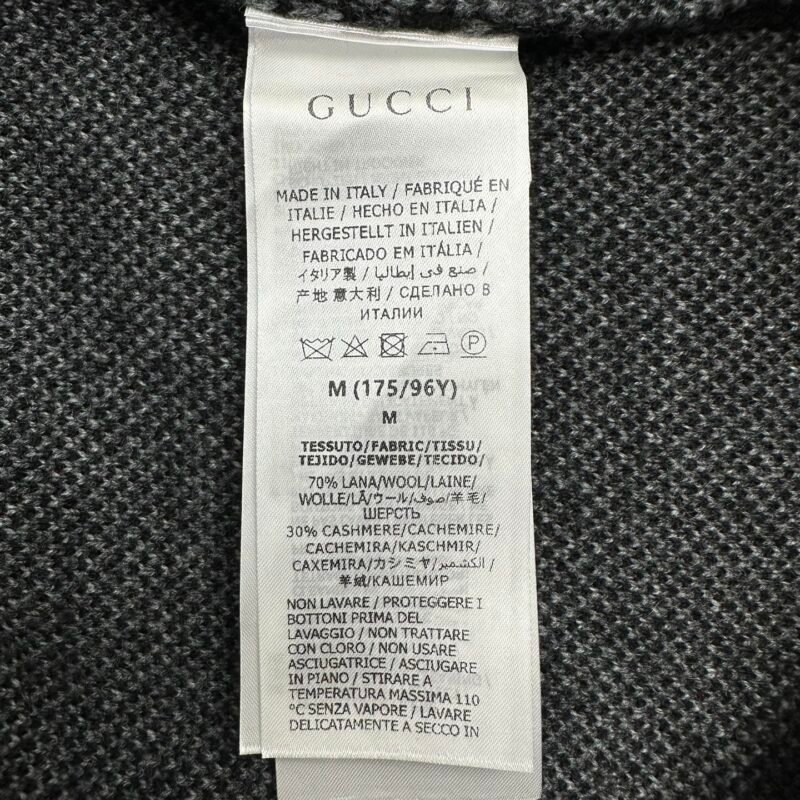 GUCCI
MADE IN ITALY / FABRIQUÉ EN
ITALIE / HECHO EN ITALIA /
HERGESTELLT IN ITALIEN /
FABRICADO EM ITÁLIA /
イタリア製 / صنع في إيطاليا /
产地 意大利 / СДЕЛАНО В
ИТАЛИИ
P
M (175/96Y)
M
TESSUTO/FABRIC/TISSU/
TEJIDO/GEWEBE/TECIDO/
70% LANA/WOOL/LAINE/
WOLLE/LÃ/ウール/صوف/羊毛/
ШЕРСТЬ
30% CASHMERE/CACHEMIRE/
CACHEMIRA/KASCHMIR/
CAXEMIRA/カシミヤ/الكشمير/
羊绒/КАШЕМИР
NON LAVARE / PROTEGGERE I
BOTTONI PRIMA DEL
LAVAGGIO / NON TRATTARE
CON CLORO / NON USARE
ASCIUGATRICE / ASCIUGARE
IN PIANO / STIRARE A
TEMPERATURA MASSIMA 110
°C SENZA VAPORE / LAVARE
DELICATAMENTE A SECCO IN